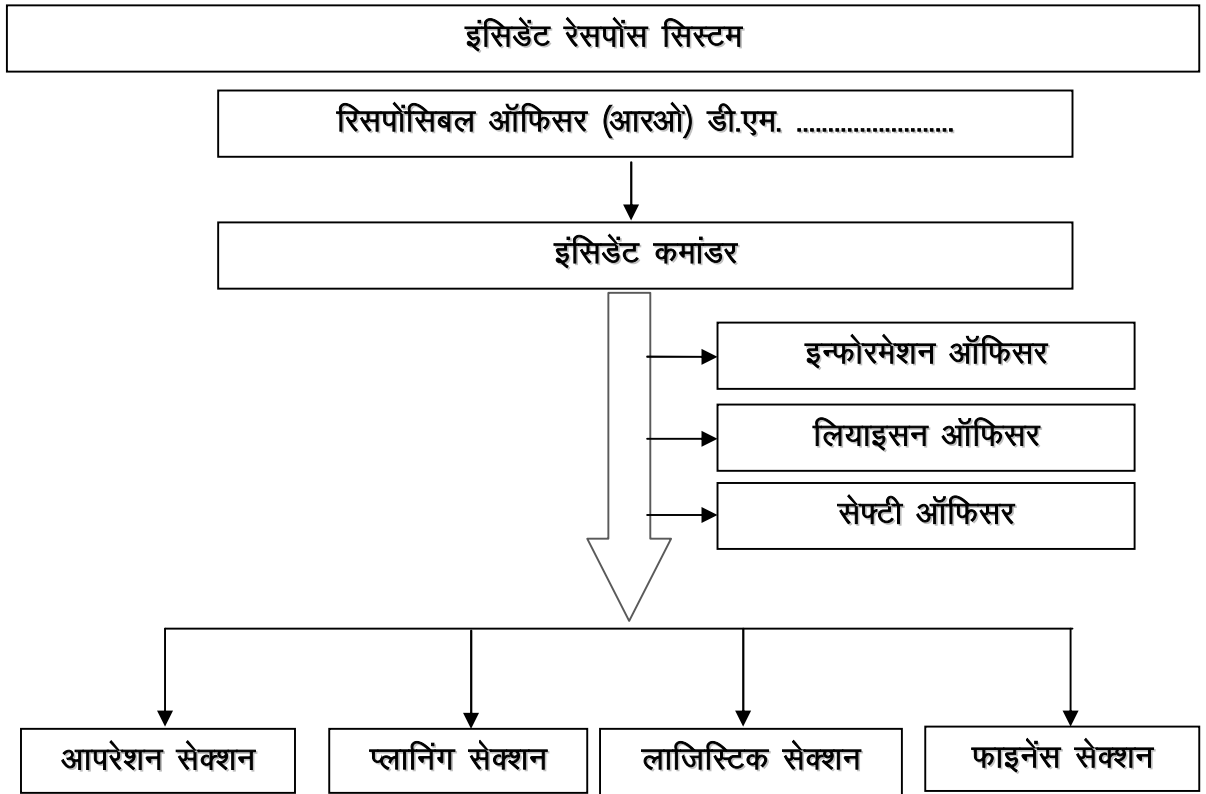 इंसिडेंट रेसपोंस सिस्टम
रिसपोंसिबल ऑफिसर (आरओ) डी.एम. .........................
इंसिडेंट कमांडर
इन्फोरमेशन ऑफिसर
लियाइसन ऑफिसर
सेफ्टी ऑफिसर
आपरेशन सेक्शन
प्लानिंग सेक्शन
लाजिस्टिक सेक्शन
फाइनेंस सेक्शन